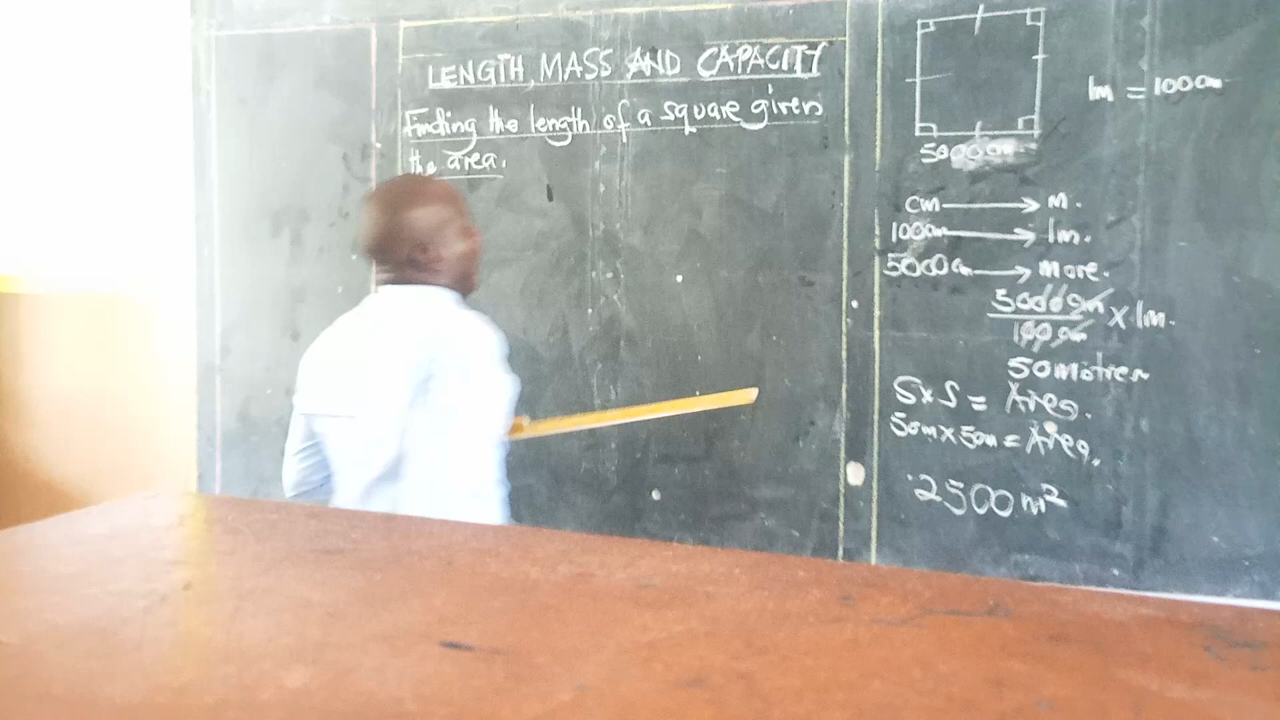 LENGTH, MASS AND CAPACITY
Finding the length of a square given
the area.
5000cm
1m = 100cm
cm → m.
100cm → 1m.
5000cm → more.
5000cm
100cm
x 1m.
50metres
S x S = Area.
50m x 50m = Area.
2500m²